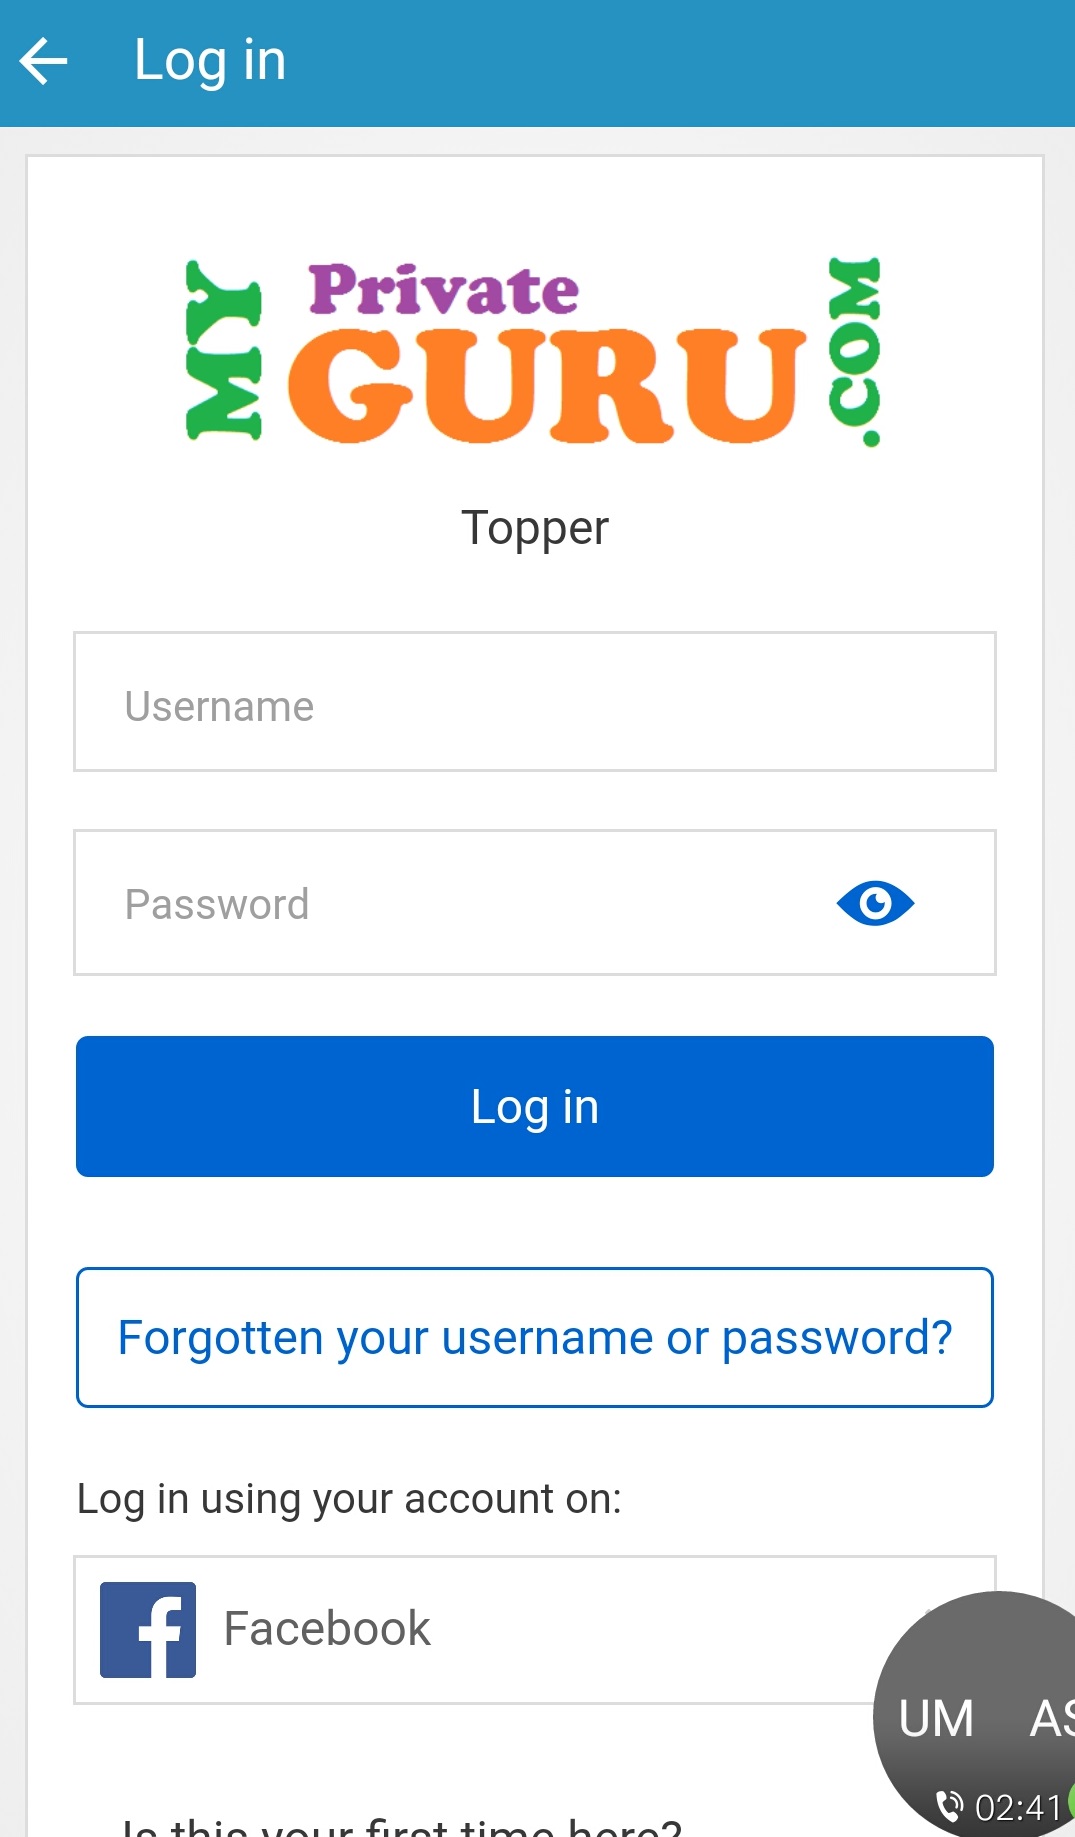 Log in
MY Private GURU .COM
Topper
Username
Password
Log in
Forgotten your username or password?
Log in using your account on:
Facebook
UM AS
02:41
Is this your first time here?